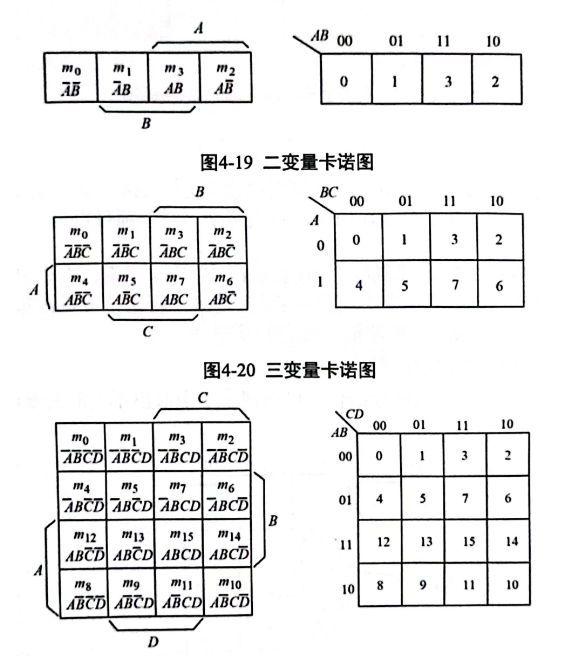 A
m₀ m₁ m₃ m₂
A̅B̅ A̅B AB AB̅
B
AB 00 01 11 10
0 1 3 2
图4-19 二变量卡诺图
B
m₀ m₁ m₃ m₂
A̅B̅C̅ A̅B̅C A̅BC A̅BC̅
A
m₄ m₅ m₇ m₆
AB̅C̅ AB̅C ABC ABC̅
C
BC 00 01 11 10
A
0 0 1 3 2
1 4 5 7 6
图4-20 三变量卡诺图
C
m₀ m₁ m₃ m₂
A̅B̅C̅D̅ A̅B̅C̅D A̅B̅CD A̅B̅CD̅
m₄ m₅ m₇ m₆
A̅BC̅D̅ A̅BC̅D A̅BCD A̅BCD̅
B
m₁₂ m₁₃ m₁₅ m₁₄
ABC̅D̅ ABC̅D ABCD ABCD̅
A
m₈ m₉ m₁₁ m₁₀
AB̅C̅D̅ AB̅C̅D AB̅CD AB̅CD̅
D
CD
AB 00 01 11 10
00 0 1 3 2
01 4 5 7 6
11 12 13 15 14
10 8 9 11 10